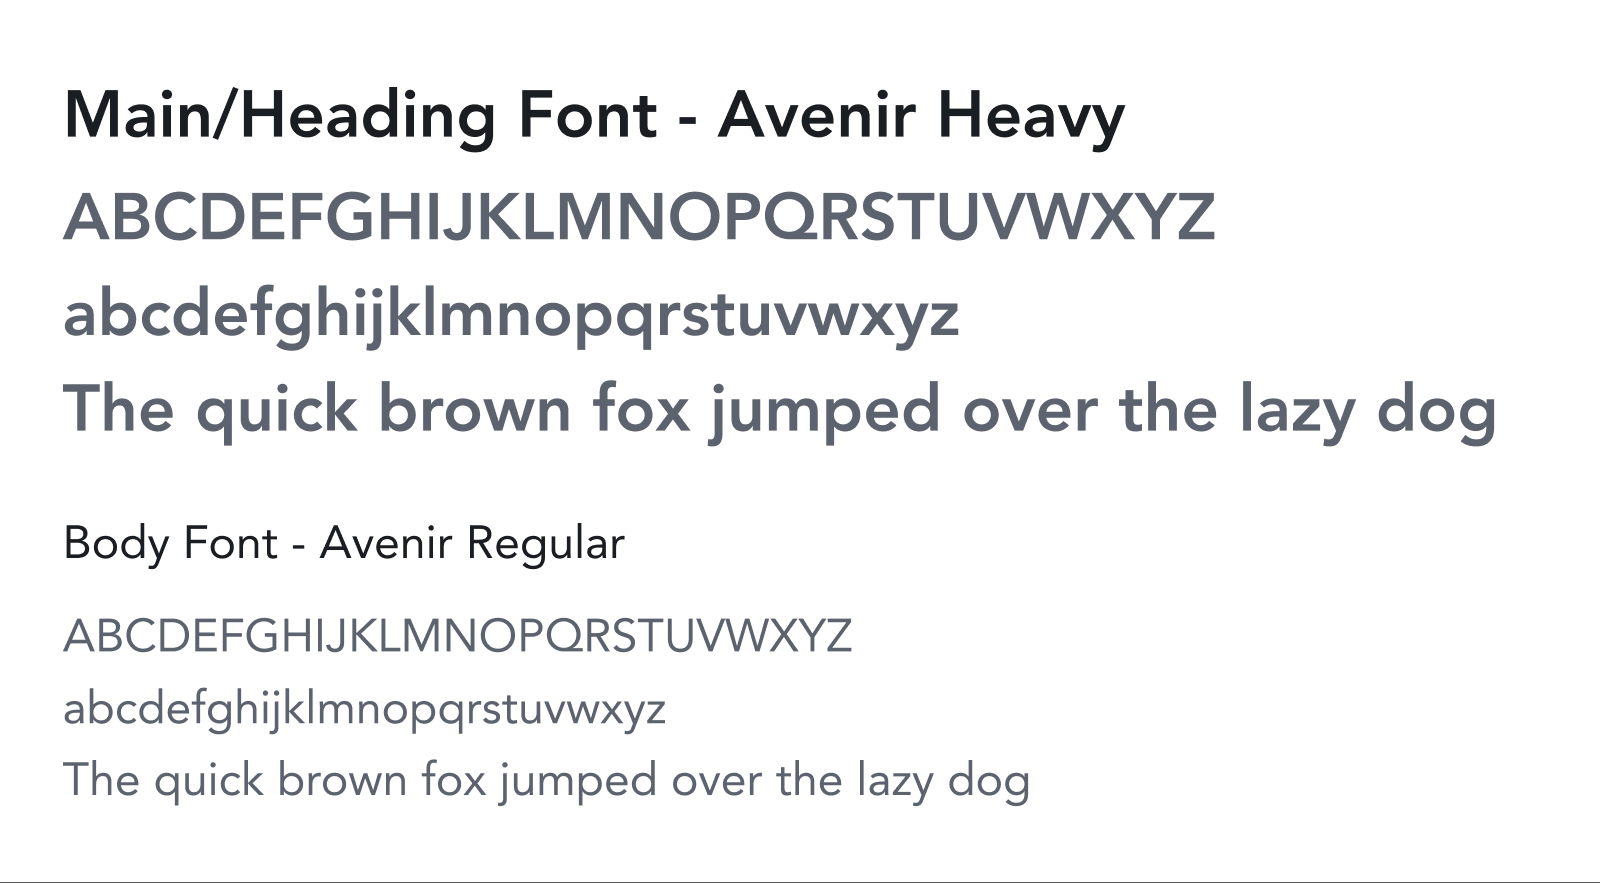 Main/Heading Font - Avenir Heavy
ABCDEFGHIJKLMNOPQRSTUVWXYZ
abcdefghijklmnopqrstuvwxyz
The quick brown fox jumped over the lazy dog
Body Font - Avenir Regular
ABCDEFGHIJKLMNOPQRSTUVWXYZ
abcdefghijklmnopqrstuvwxyz
The quick brown fox jumped over the lazy dog